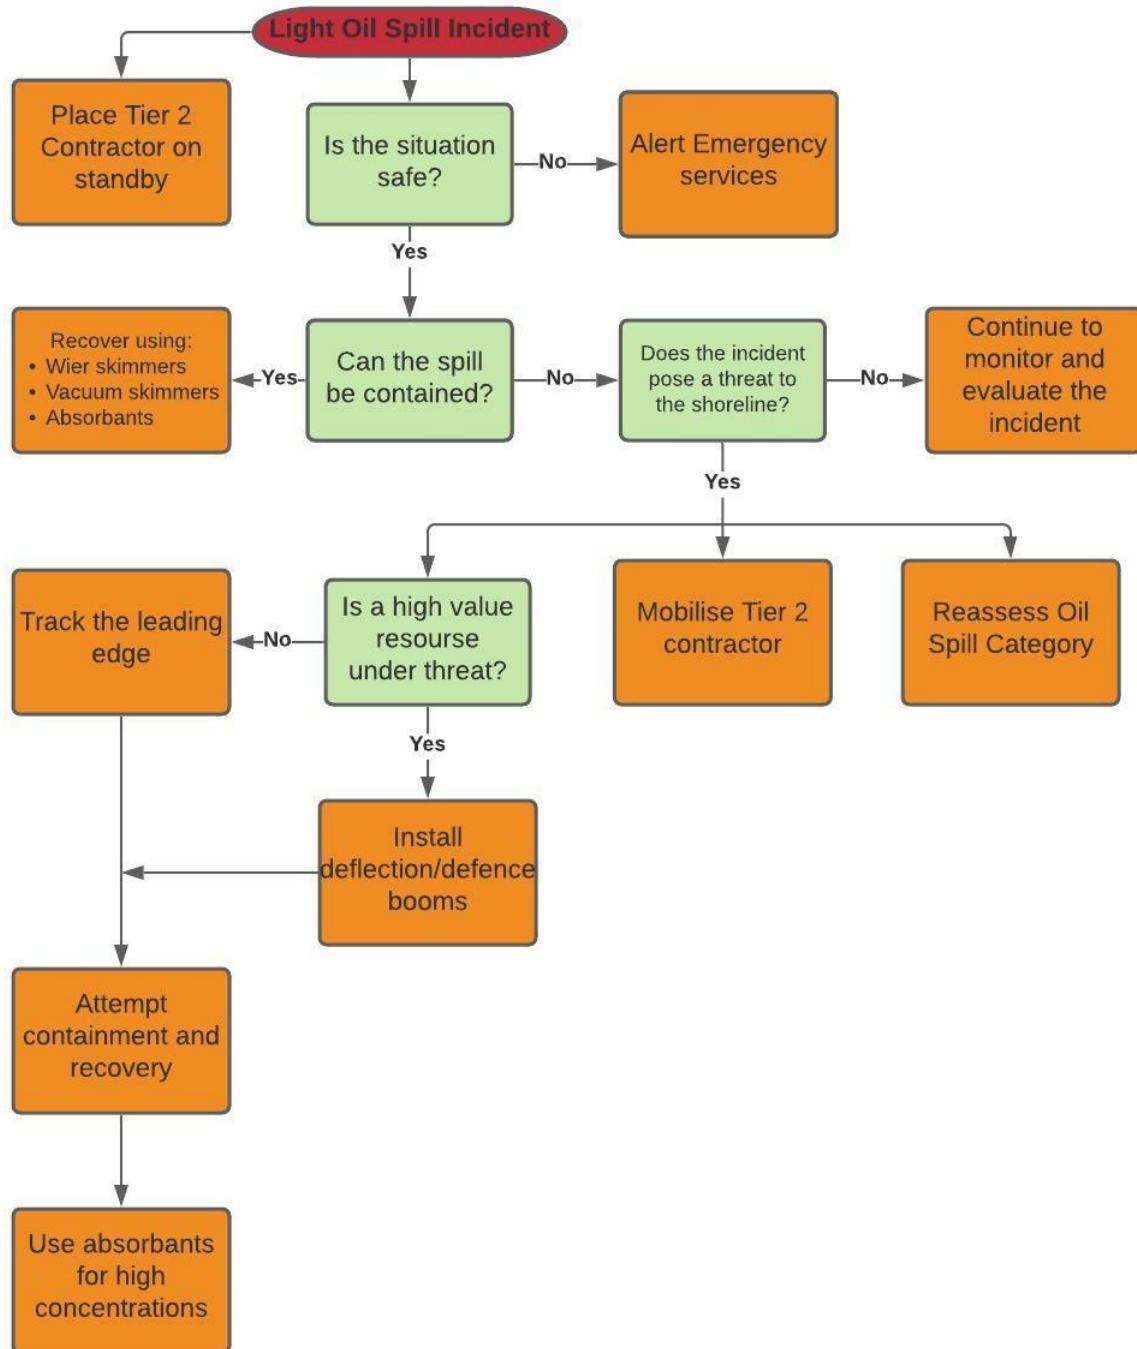 Light Oil Spill Incident
Place Tier 2
Contractor on
standby
Is the situation
safe?
No
Alert Emergency
services
Yes
Recover using:
• Wier skimmers
• Vacuum skimmers
• Absorbants
Yes
Can the spill
be contained?
No
Does the incident
pose a threat to
the shoreline?
No
Continue to
monitor and
evaluate the
incident
Yes
Track the leading
edge
No
Is a high value
resourse
under threat?
Mobilise Tier 2
contractor
Reassess Oil
Spill Category
Yes
Install
deflection/defence
booms
Attempt
containment and
recovery
Use absorbants
for high
concentrations